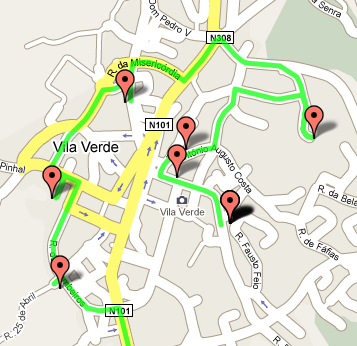 Dom Pedro V
a Senra
N308
R. da Misericórdia
N101
Vila Verde
Pinhal
António Augusto Costa
R. da Bela
Vila Verde
R. de Fáfias
R. Fausto Feio
R. 25 de Abril
N101